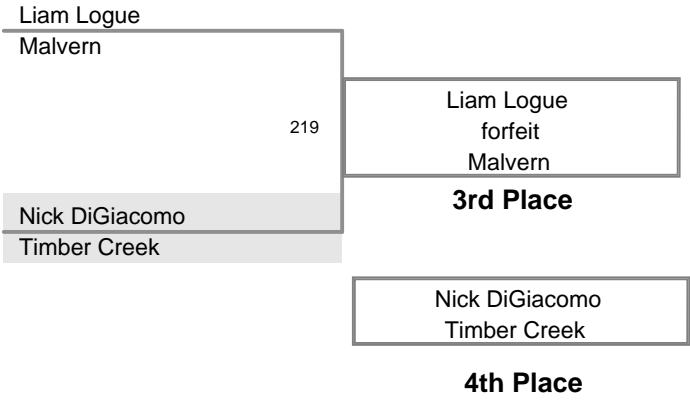 Liam Logue
Malvern
219
Liam Logue
forfeit
Malvern
3rd Place
Nick DiGiacomo
Timber Creek
Nick DiGiacomo
Timber Creek
4th Place